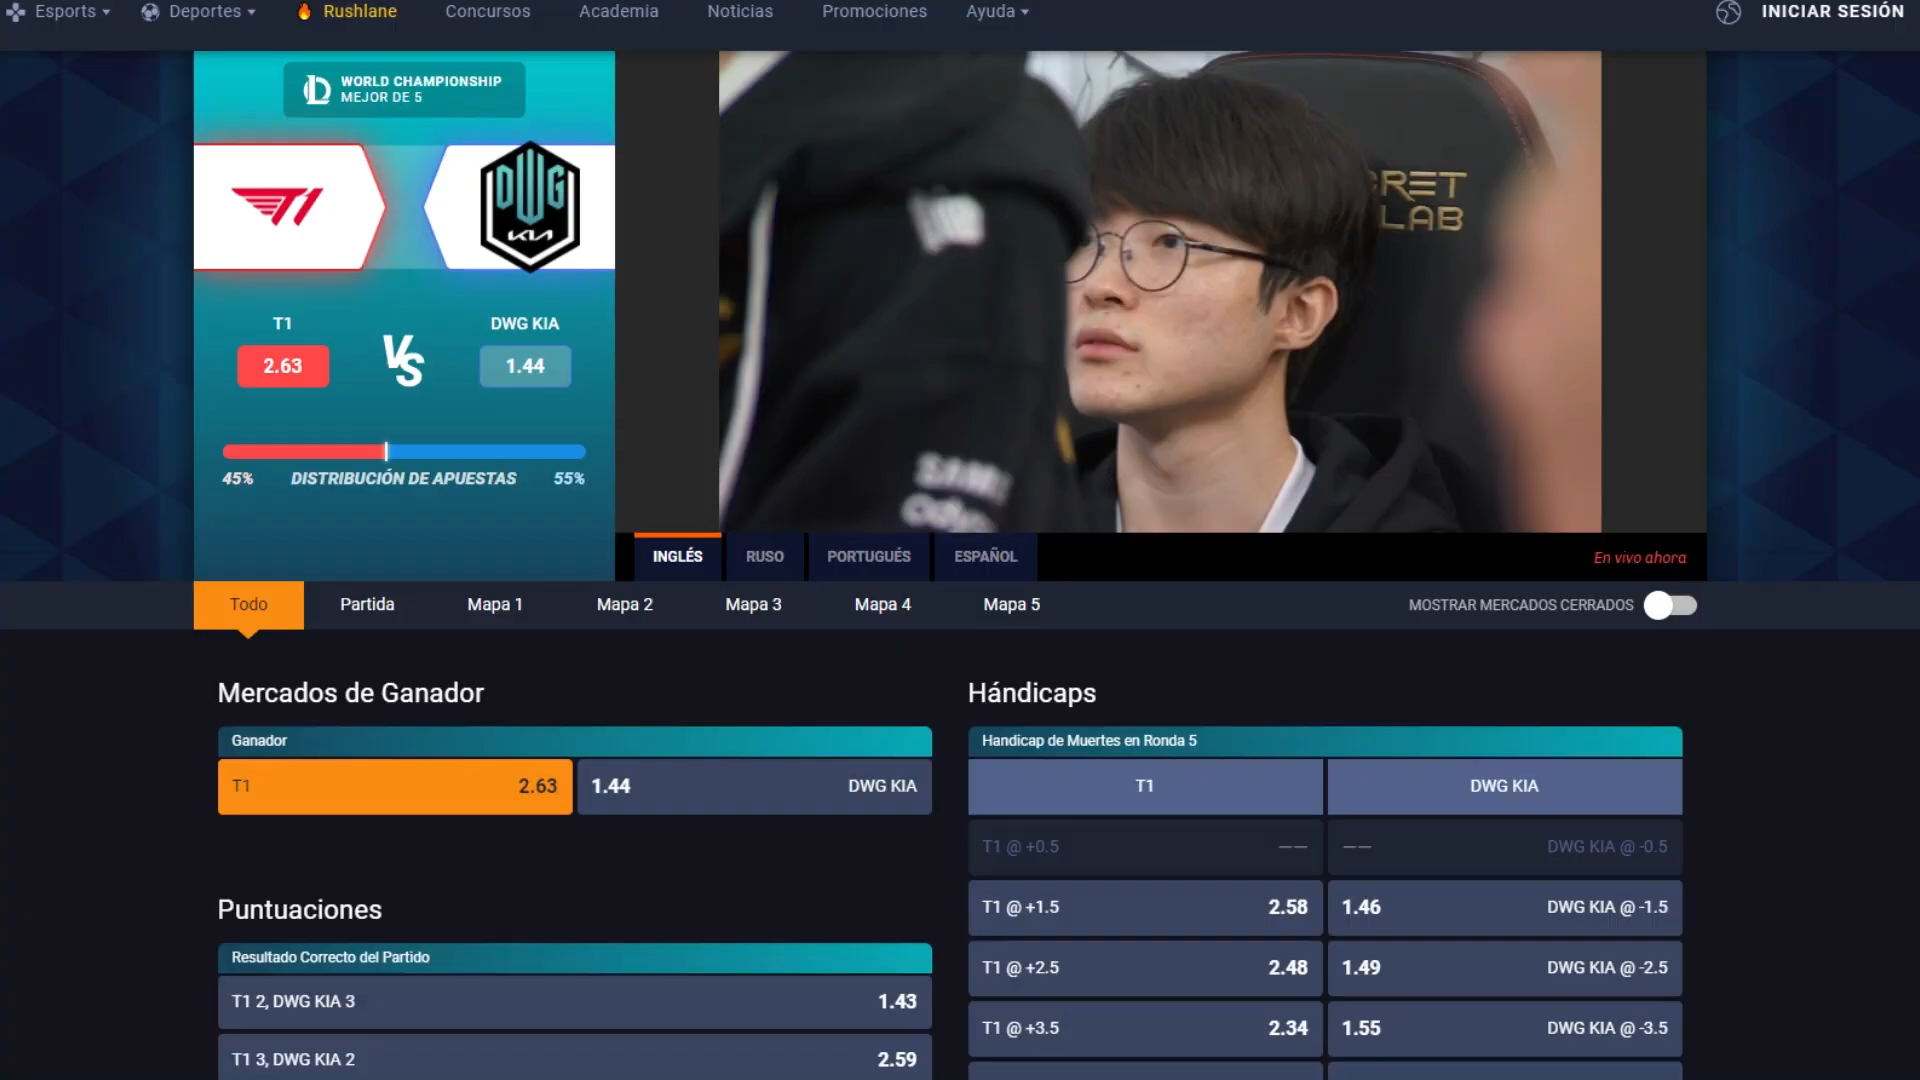 Esports
Deportes
Rushlane
Concursos
Academia
Noticias
Promociones
Ayuda
INICIAR SESIÓN
WORLD CHAMPIONSHIP
MEJOR DE 5
T1
DWG
KIA
T1
DWG KIA
2.63
VS
1.44
45%
DISTRIBUCIÓN DE APUESTAS
55%
CRET
LAB
INGLÉS
RUSO
PORTUGUÉS
ESPAÑOL
En vivo ahora
Todo
Partida
Mapa 1
Mapa 2
Mapa 3
Mapa 4
Mapa 5
MOSTRAR MERCADOS CERRADOS
Mercados de Ganador
Ganador
T1 2.63
1.44 DWG KIA
Puntuaciones
Resultado Correcto del Partido
T1 2, DWG KIA 3 1.43
T1 3, DWG KIA 2 2.59
Hándicaps
Handicap de Muertes en Ronda 5
T1 DWG KIA
T1 @ +0.5 —— —— DWG KIA @ -0.5
T1 @ +1.5 2.58 1.46 DWG KIA @ -1.5
T1 @ +2.5 2.48 1.49 DWG KIA @ -2.5
T1 @ +3.5 2.34 1.55 DWG KIA @ -3.5